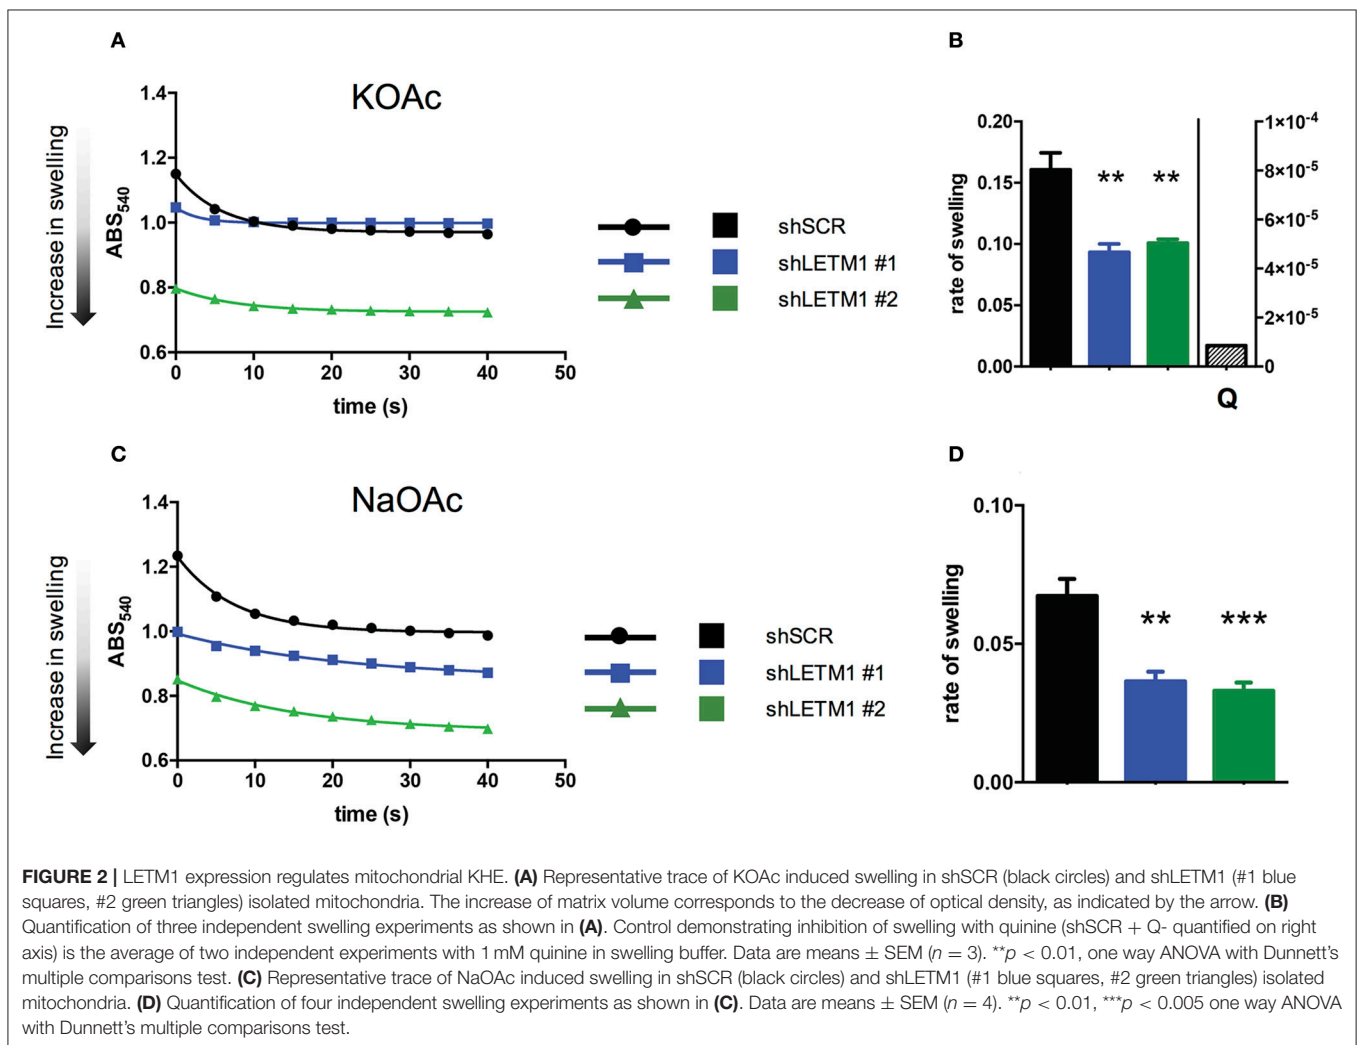 A
KOAc
Increase in swelling
ABS540
1.4
1.2
1.0
0.8
0.6
0 10 20 30 40 50
time (s)
shSCR
shLETM1 #1
shLETM1 #2
B
rate of swelling
0.20
0.15
0.10
0.05
0.00
** **
1×10-4
8×10-5
6×10-5
4×10-5
2×10-5
0
Q
C
NaOAc
Increase in swelling
ABS540
1.4
1.2
1.0
0.8
0.6
0 10 20 30 40 50
time (s)
shSCR
shLETM1 #1
shLETM1 #2
D
rate of swelling
0.10
0.05
0.00
** ***
FIGURE 2 | LETM1 expression regulates mitochondrial KHE. (A) Representative trace of KOAc induced swelling in shSCR (black circles) and shLETM1 (#1 blue
squares, #2 green triangles) isolated mitochondria. The increase of matrix volume corresponds to the decrease of optical density, as indicated by the arrow. (B)
Quantification of three independent swelling experiments as shown in (A). Control demonstrating inhibition of swelling with quinine (shSCR + Q- quantified on right
axis) is the average of two independent experiments with 1 mM quinine in swelling buffer. Data are means ± SEM (n = 3). **p < 0.01, one way ANOVA with Dunnett's
multiple comparisons test. (C) Representative trace of NaOAc induced swelling in shSCR (black circles) and shLETM1 (#1 blue squares, #2 green triangles) isolated
mitochondria. (D) Quantification of four independent swelling experiments as shown in (C). Data are means ± SEM (n = 4). **p < 0.01, ***p < 0.005 one way ANOVA
with Dunnett's multiple comparisons test.